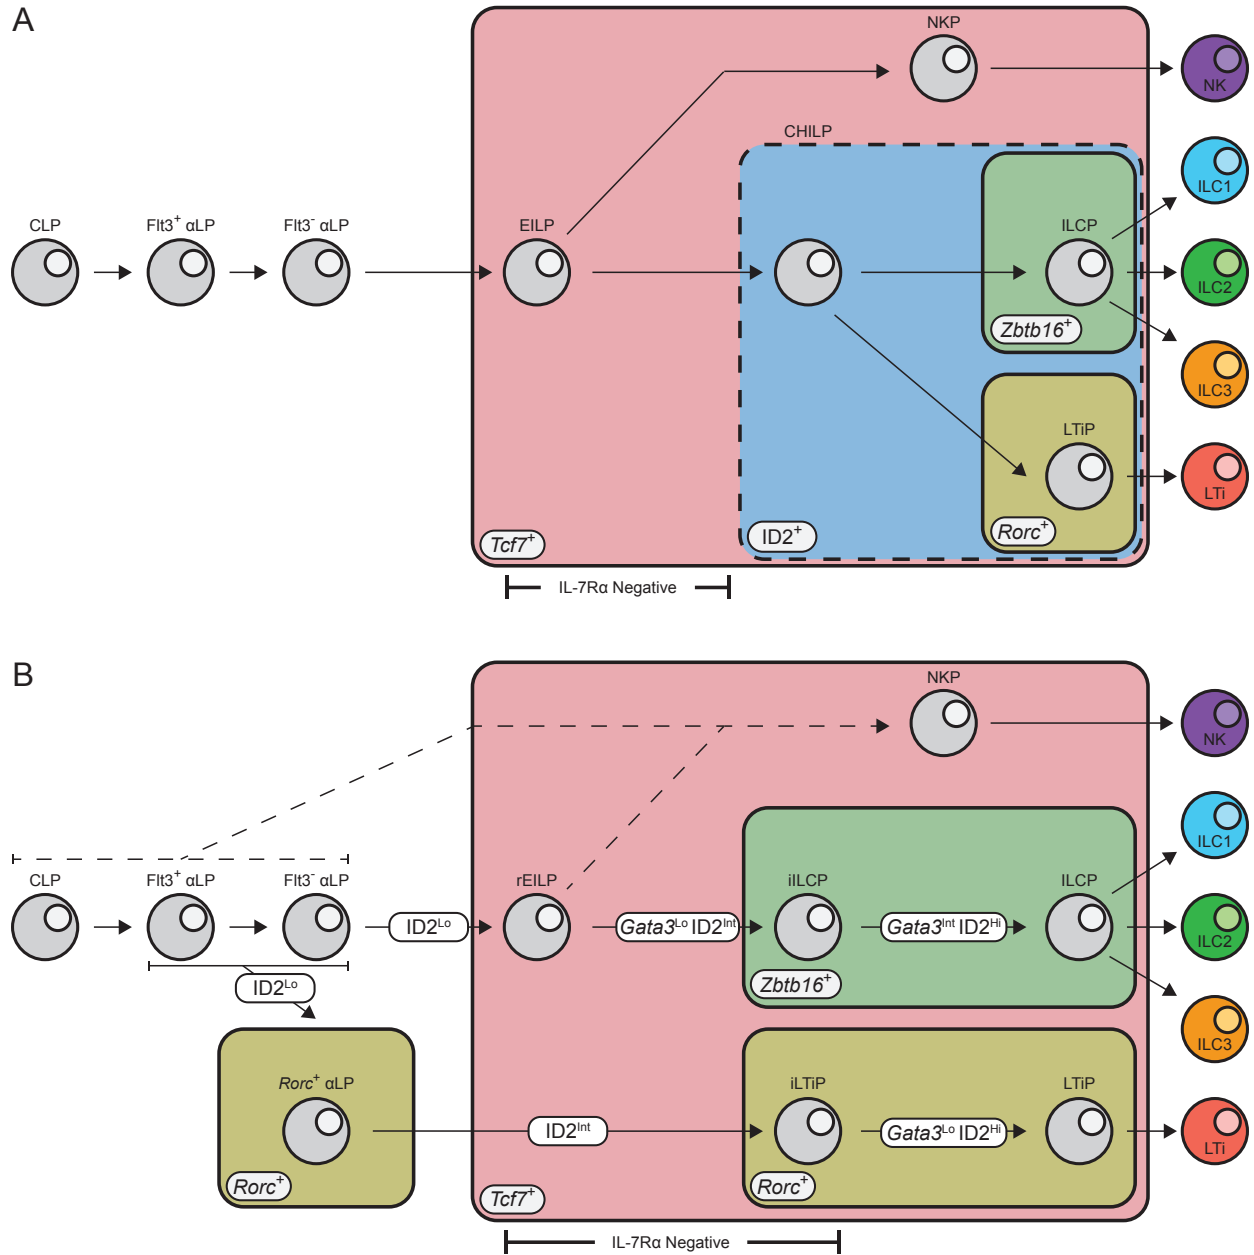 A
NKP
NK
CHILP
ILC1
CLP
Flt3⁺ αLP
Flt3⁻ αLP
EILP
ILCP
ILC2
Zbtb16⁺
ILC3
LTiP
LTi
Tcf7⁺
ID2⁺
Rorc⁺
IL-7Rα Negative
B
NKP
NK
ILC1
CLP
Flt3⁺ αLP
Flt3⁻ αLP
rEILP
iILCP
ILCP
ID2ᴸᵒ
Gata3ᴸᵒ ID2ᴵⁿᵗ
Gata3ᴵⁿᵗ ID2ᴴⁱ
ILC2
ID2ᴸᵒ
Zbtb16⁺
ILC3
Rorc⁺ αLP
iLTiP
LTiP
ID2ᴵⁿᵗ
Gata3ᴸᵒ ID2ᴴⁱ
LTi
Rorc⁺
Tcf7⁺
Rorc⁺
IL-7Rα Negative